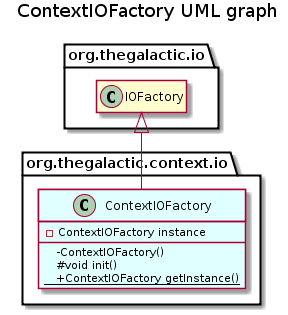 ContextIOFactory UML graph
org.thegalactic.io
C IOFactory
org.thegalactic.context.io
C ContextIOFactory
ContextIOFactory instance
-ContextIOFactory()
#void init()
+ContextIOFactory getInstance()